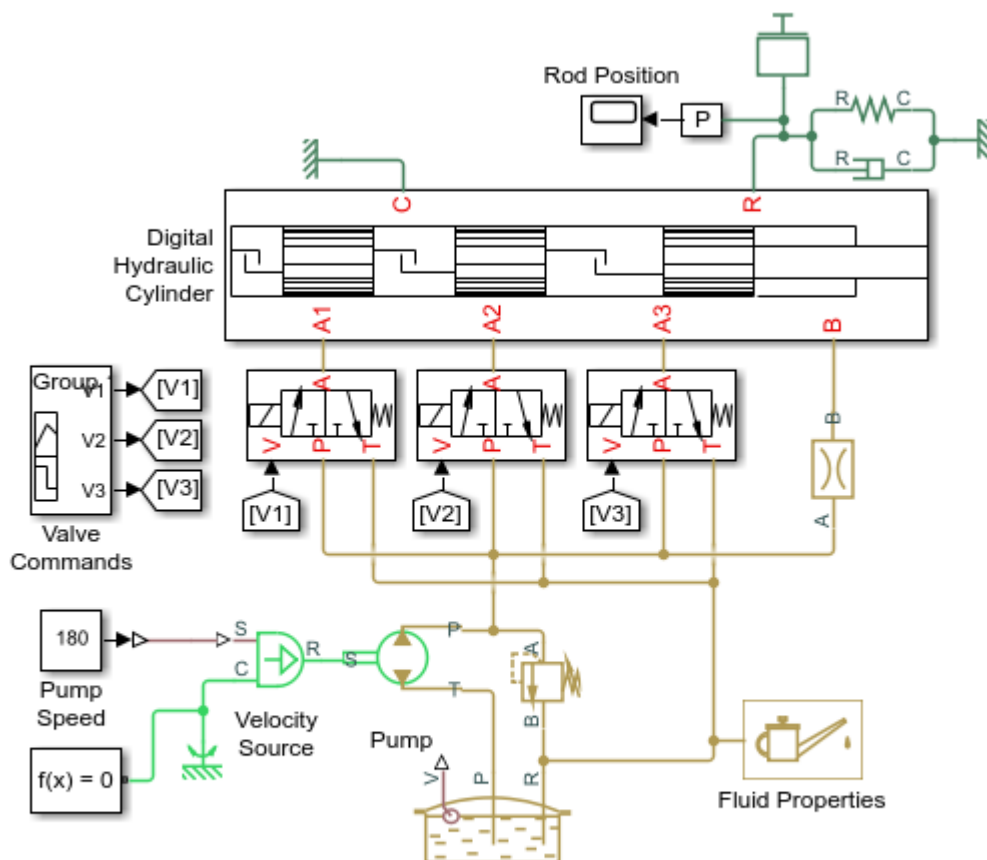 Rod Position
P
R C
R C
C
R
Digital
Hydraulic
Cylinder
A1
A2
A3
B
Group
V1
V2
V3
[V1]
[V2]
[V3]
Valve
Commands
A
V P T
[V1]
A
V P T
[V2]
A
V P T
[V3]
B
A
180
Pump
Speed
S
C
R
Velocity
Source
S
P
T
A
B
f(x) = 0
Pump
V
P
R
Fluid Properties